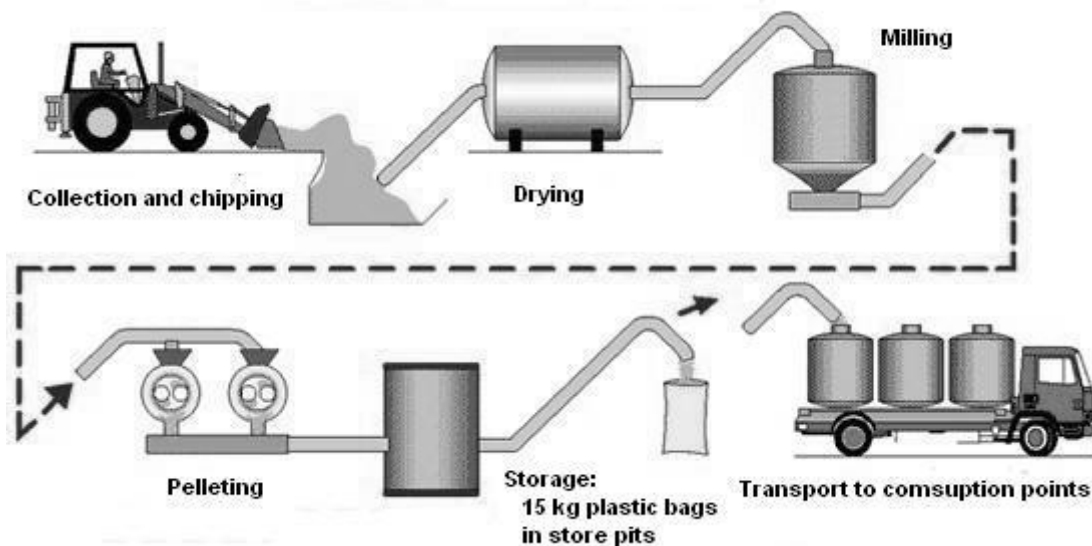 Milling
Collection and chipping
Drying
Pelleting
Storage:
15 kg plastic bags
in store pits
Transport to comsuption points